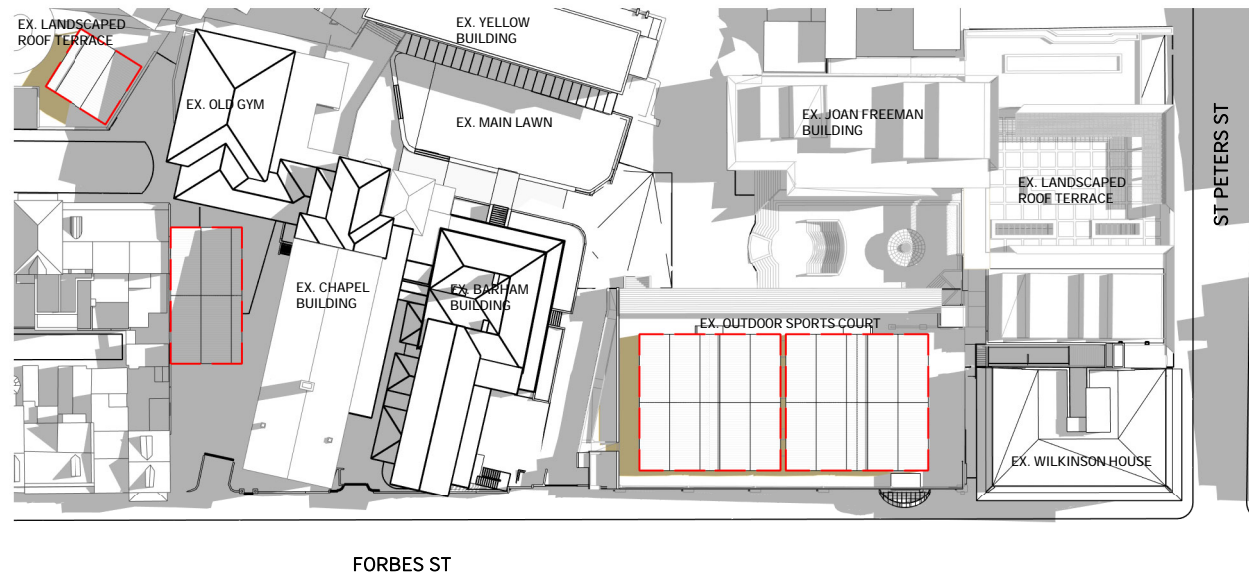 EX. LANDSCAPED
ROOF TERRACE
EX. YELLOW
BUILDING
EX. OLD GYM
EX. MAIN LAWN
EX. JOAN FREEMAN
BUILDING
ST PETERS ST
EX. LANDSCAPED
ROOF TERRACE
EX. CHAPEL
BUILDING
EX. BARHAM
BUILDING
EX. OUTDOOR SPORTS COURT
EX. WILKINSON HOUSE
FORBES ST